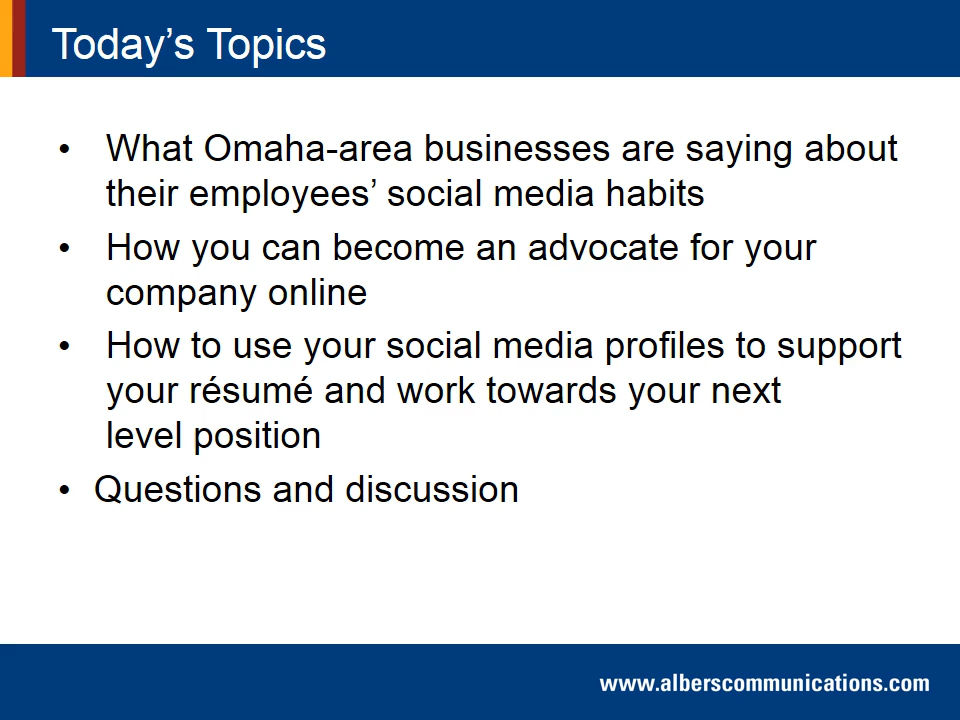 Today’s Topics
• What Omaha-area businesses are saying about
their employees’ social media habits
• How you can become an advocate for your
company online
• How to use your social media profiles to support
your résumé and work towards your next
level position
• Questions and discussion
www.alberscommunications.com